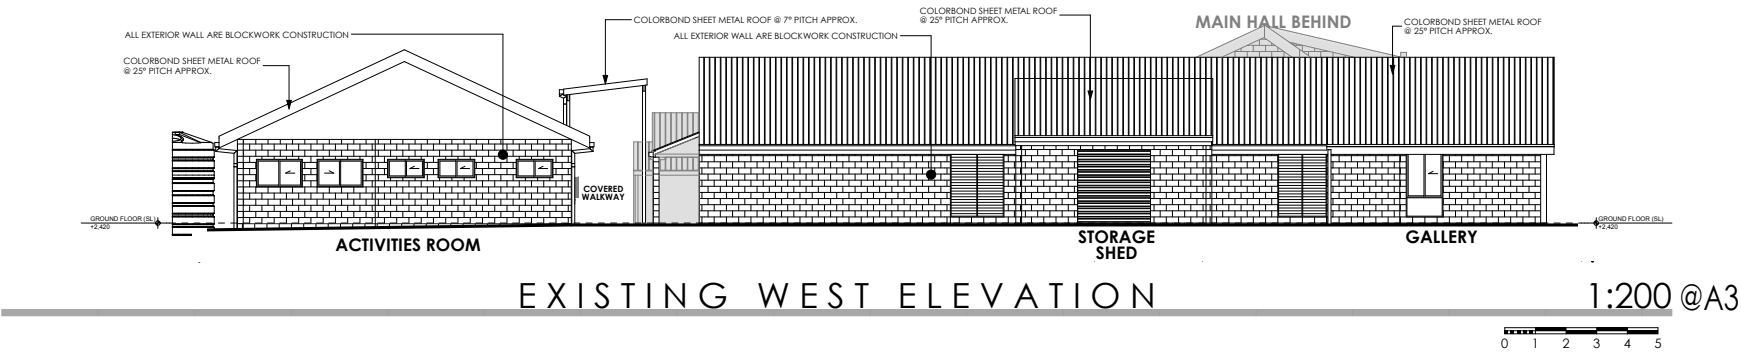 COLORBOND SHEET METAL ROOF
@ 25° PITCH APPROX.
MAIN HALL BEHIND
COLORBOND SHEET METAL ROOF @ 7° PITCH APPROX.
COLORBOND SHEET METAL ROOF
@ 25° PITCH APPROX.
ALL EXTERIOR WALL ARE BLOCKWORK CONSTRUCTION
ALL EXTERIOR WALL ARE BLOCKWORK CONSTRUCTION
COLORBOND SHEET METAL ROOF
@ 25° PITCH APPROX.
COVERED
WALKWAY
GROUND FLOOR (SL)
+2,420
GROUND FLOOR (SL)
+2,420
ACTIVITIES ROOM
STORAGE
SHED
GALLERY
EXISTING WEST ELEVATION
1:200 @A3
0 1 2 3 4 5